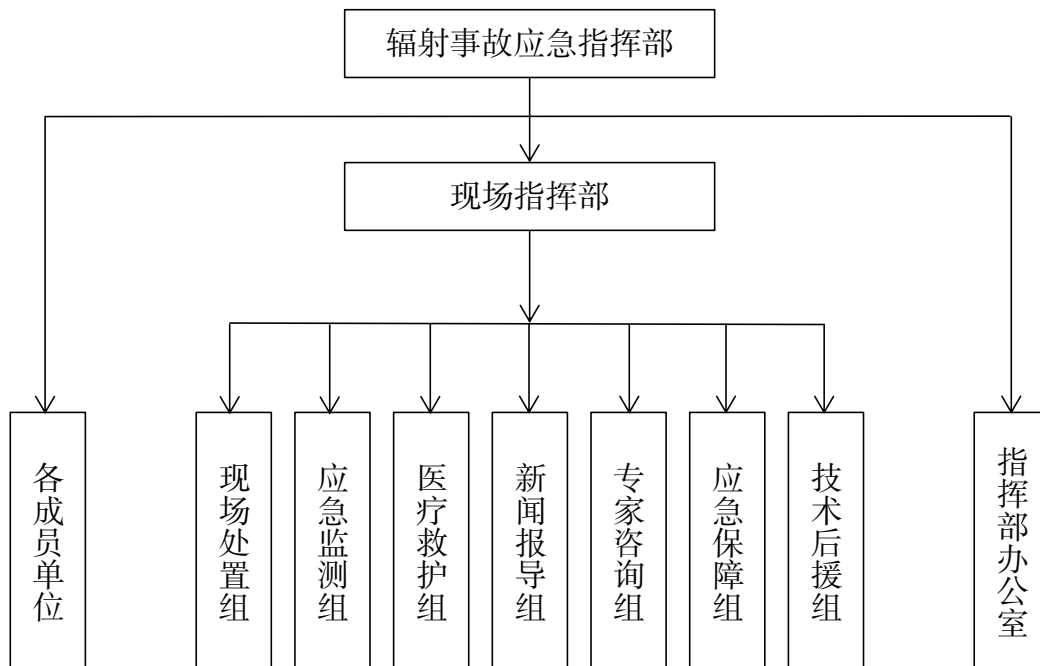 辐射事故应急指挥部
现场指挥部
各成员单位
现场处置组
应急监测组
医疗救护组
新闻报导组
专家咨询组
应急保障组
技术后援组
指挥部办公室